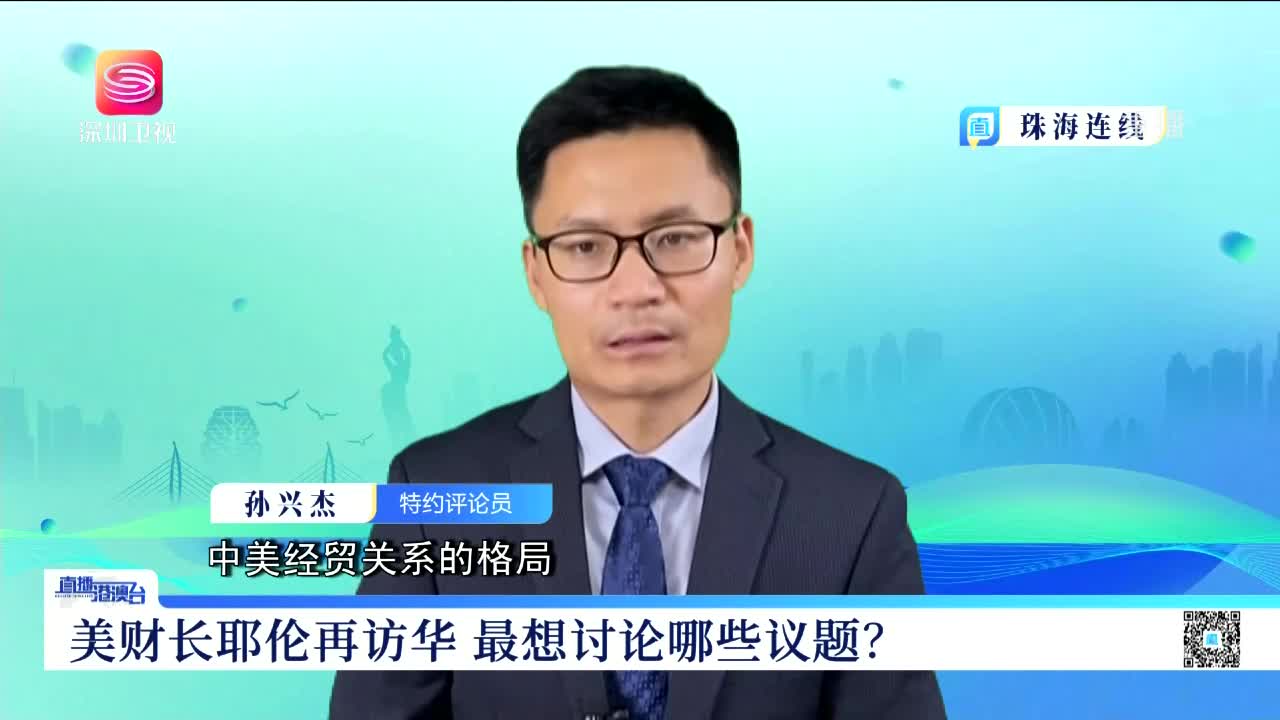 深圳卫视
直 珠海连线
孙兴杰 特约评论员
中美经贸关系的格局
直播港澳台
美财长耶伦再访华 最想讨论哪些议题?